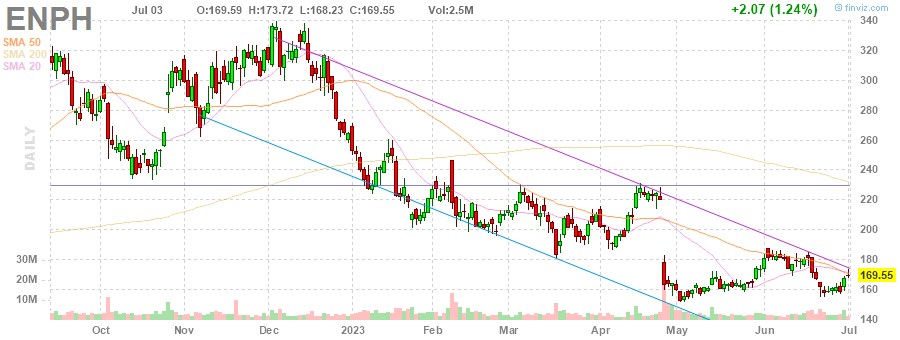 ENPH
Jul 03 O:169.59 H:173.72 L:168.23 C:169.55 Vol:2.5M +2.07 (1.24%)
© finviz.com
SMA 50
SMA 200
SMA 20
DAILY
340
320
300
280
260
240
220
200
180
160
140
169.55
30M
20M
10M
Oct Nov Dec 2023 Feb Mar Apr May Jun Jul